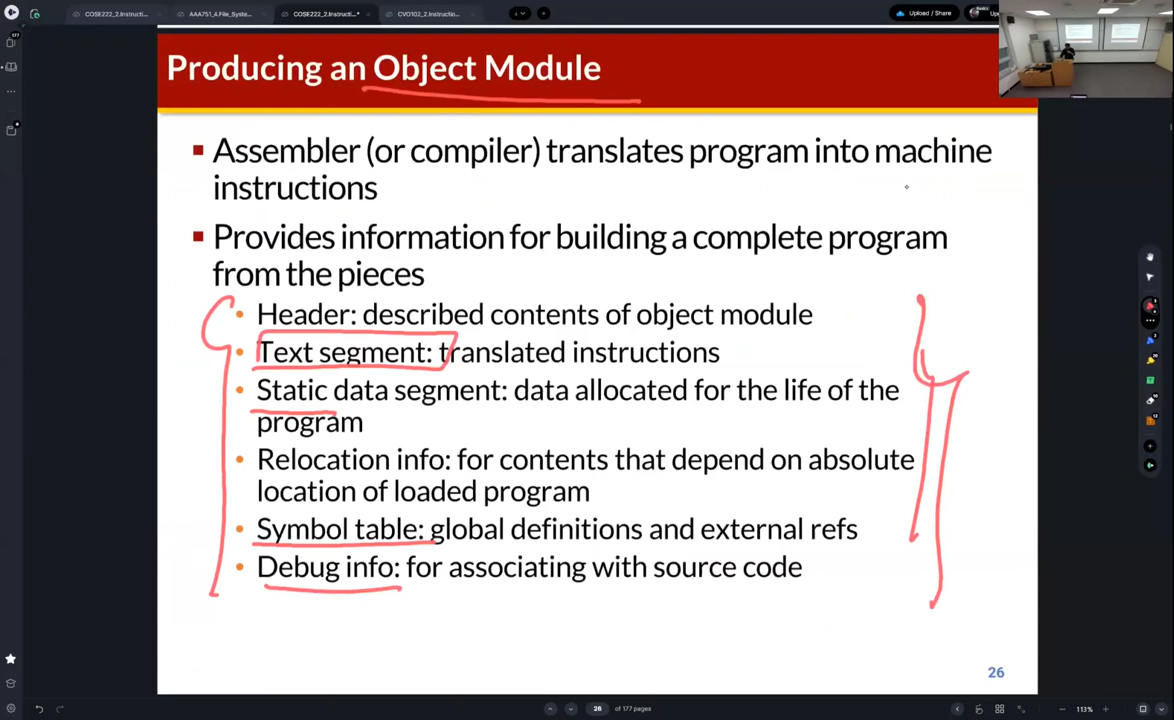 COSE222_2.Instructi...
AAA751_4.File_Syste...
COSE222_2.Instructi...*
CVO102_2.Instructio...
4
Upload / Share
Producing an Object Module
177
▪ Assembler (or compiler) translates program into machine
instructions
▪ Provides information for building a complete program
from the pieces
• Header: described contents of object module
• Text segment: translated instructions
• Static data segment: data allocated for the life of the
program
• Relocation info: for contents that depend on absolute
location of loaded program
• Symbol table: global definitions and external refs
• Debug info: for associating with source code
26
28 of 177 pages
113%